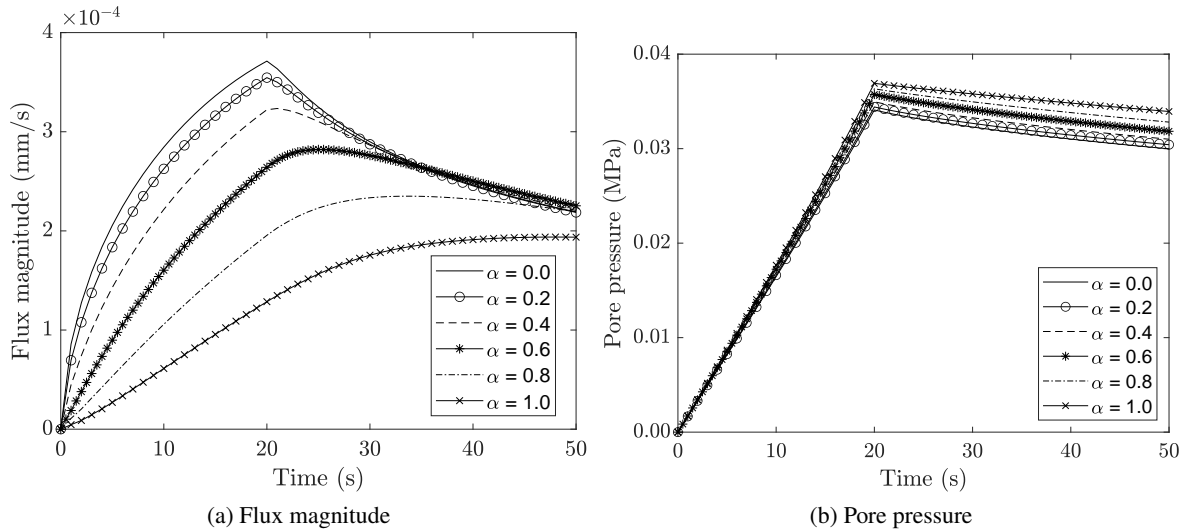 ×10⁻⁴
4
3
2
1
0
Flux magnitude (mm/s)
0 10 20 30 40 50
Time (s)
α = 0.0
α = 0.2
α = 0.4
α = 0.6
α = 0.8
α = 1.0
(a) Flux magnitude
0.04
0.03
0.02
0.01
0.00
Pore pressure (MPa)
0 10 20 30 40 50
Time (s)
α = 0.0
α = 0.2
α = 0.4
α = 0.6
α = 0.8
α = 1.0
(b) Pore pressure